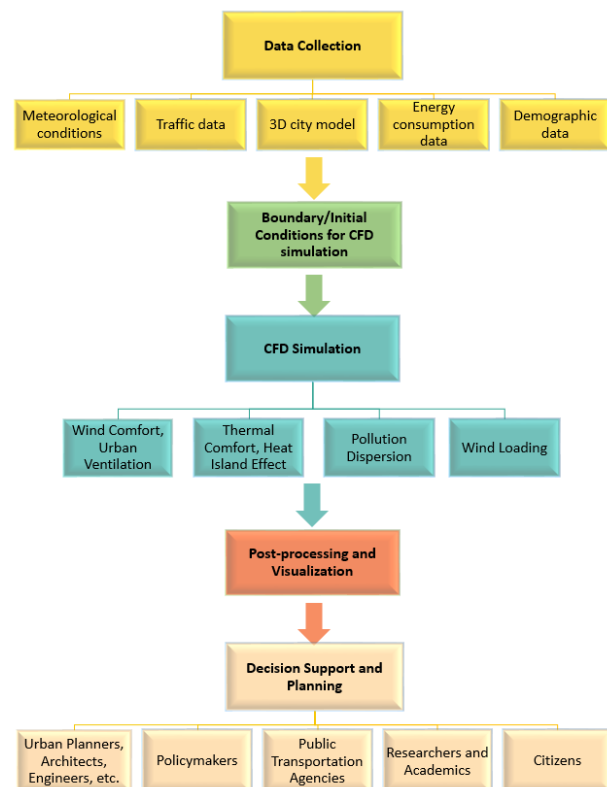 Data Collection
Meteorological
conditions
Traffic data
3D city model
Energy
consumption
data
Demographic
data
Boundary/Initial
Conditions for CFD
simulation
CFD Simulation
Wind Comfort,
Urban
Ventilation
Thermal
Comfort, Heat
Island Effect
Pollution
Dispersion
Wind Loading
Post-processing and
Visualization
Decision Support and
Planning
Urban Planners,
Architects,
Engineers, etc.
Policymakers
Public
Transportation
Agencies
Researchers and
Academics
Citizens